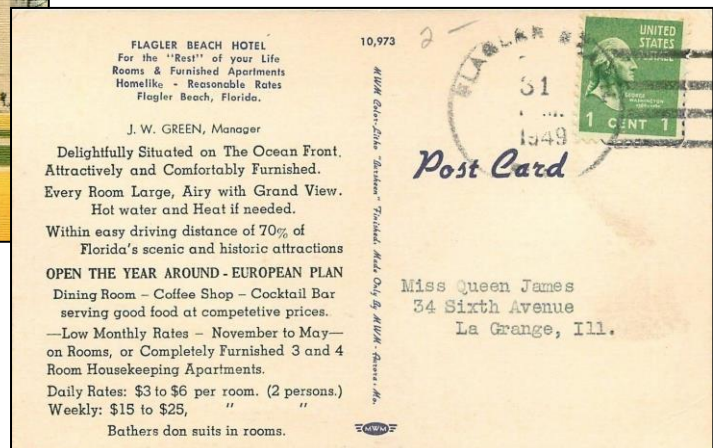 FLAGLER BEACH HOTEL
For the "Rest" of your Life
Rooms & Furnished Apartments
Homelike - Reasonable Rates
Flagler Beach, Florida.
J. W. GREEN, Manager
Delightfully Situated on The Ocean Front,
Attractively and Comfortably Furnished.
Every Room Large, Airy with Grand View.
Hot water and Heat if needed.
Within easy driving distance of 70% of
Florida's scenic and historic attractions
OPEN THE YEAR AROUND - EUROPEAN PLAN
Dining Room – Coffee Shop – Cocktail Bar
serving good food at competetive prices.
—Low Monthly Rates – November to May—
on Rooms, or Completely Furnished 3 and 4
Room Housekeeping Apartments.
Daily Rates: $3 to $6 per room. (2 persons.)
Weekly: $15 to $25, " "
Bathers don suits in rooms.
10,973
MWM Color-Litho "Aursheen" Finished. Made Only By MWM - Aurora, Mo.
MWM
2 -
FLAGLER
31
1949
UNITED
STATES
POSTAGE
GEORGE
WASHINGTON
1 CENT 1
Post Card
Miss Queen James
34 Sixth Avenue
La Grange, Ill.